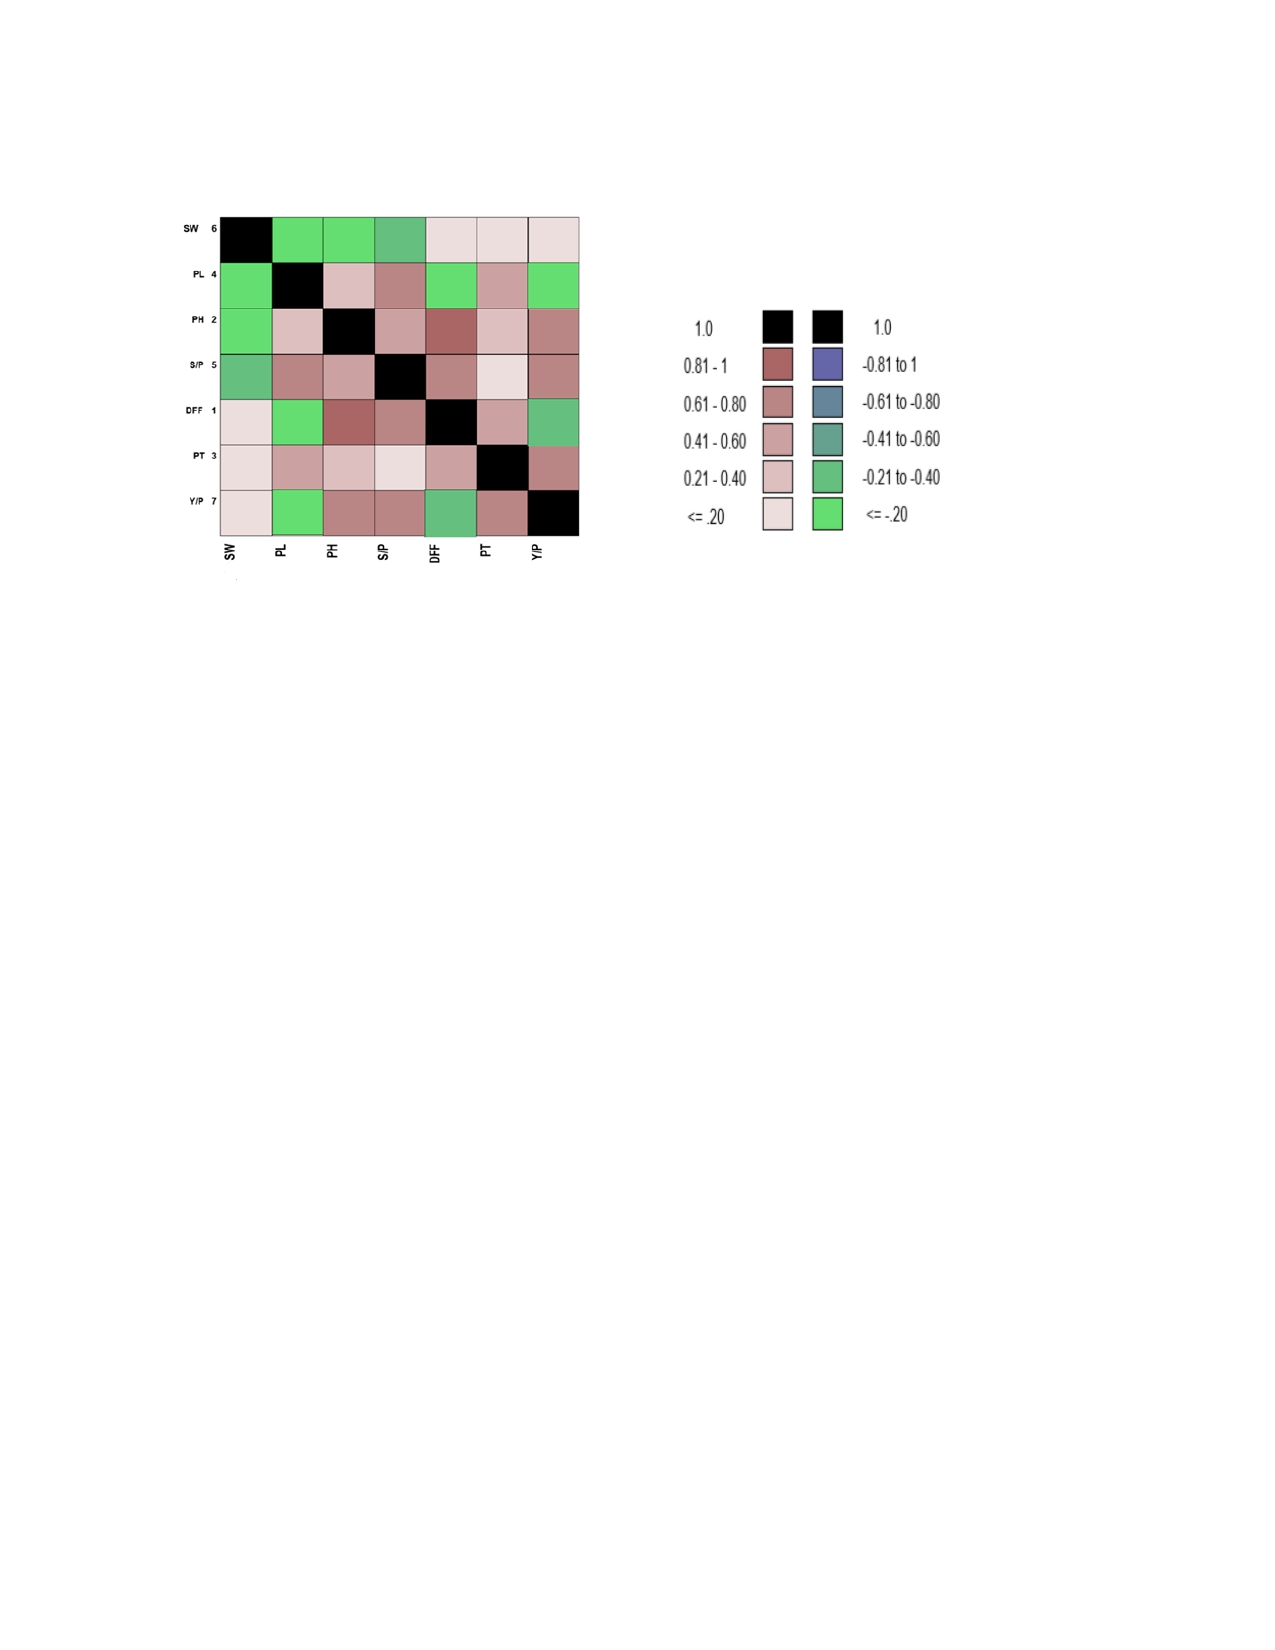 SW 6
PL 4
PH 2
S/P 5
DFF 1
PT 3
Y/P 7
SW PL PH S/P DFF PT Y/P
1.0 1.0
0.81 - 1 -0.81 to 1
0.61 - 0.80 -0.61 to -0.80
0.41 - 0.60 -0.41 to -0.60
0.21 - 0.40 -0.21 to -0.40
<= .20 <= -.20